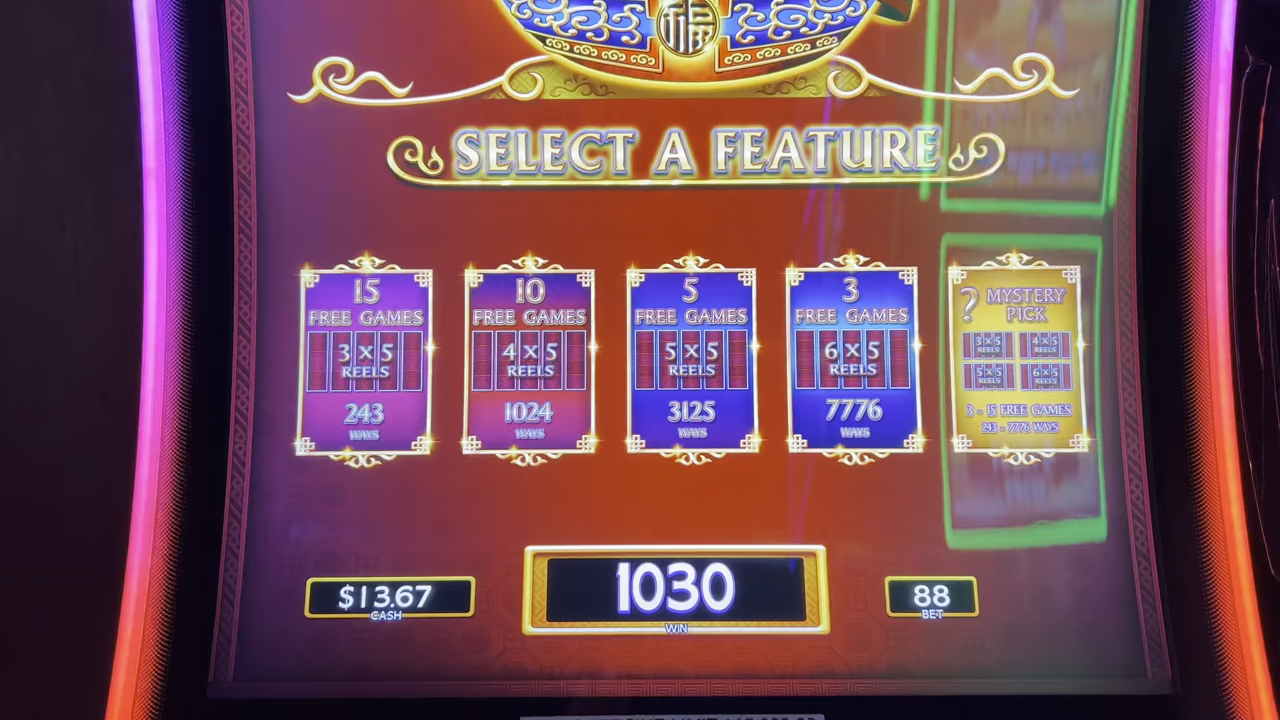 福
SELECT A FEATURE
15
FREE GAMES
3 X 5
REELS
243
WAYS
10
FREE GAMES
4 X 5
REELS
1024
WAYS
5
FREE GAMES
5 X 5
REELS
3125
WAYS
3
FREE GAMES
6 X 5
REELS
7776
WAYS
? MYSTERY
PICK
3 X 5 4 X 5
REELS REELS
5 X 5 6 X 5
REELS REELS
3 - 15 FREE GAMES
243 - 7776 WAYS
$13.67
CASH
1030
WIN
88
BET